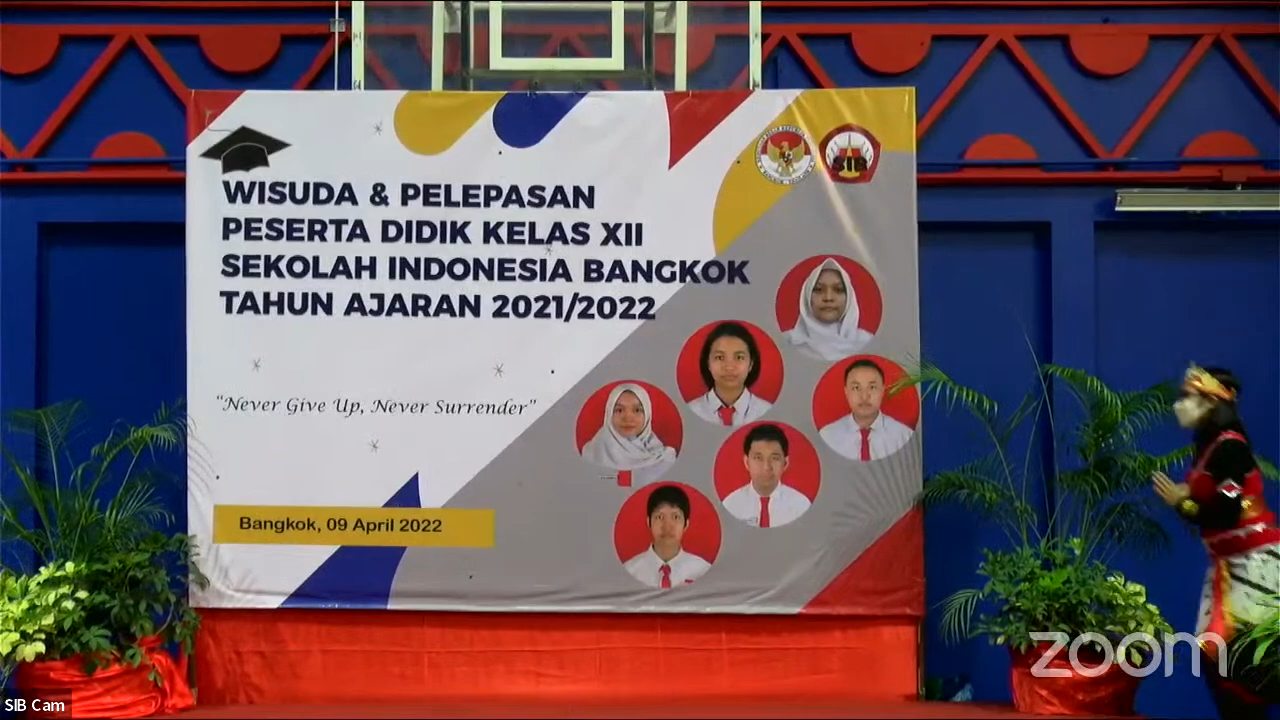 WISUDA & PELEPASAN
PESERTA DIDIK KELAS XII
SEKOLAH INDONESIA BANGKOK
TAHUN AJARAN 2021/2022
"Never Give Up, Never Surrender"
Bangkok, 09 April 2022
SIB
zoom
SIB Cam